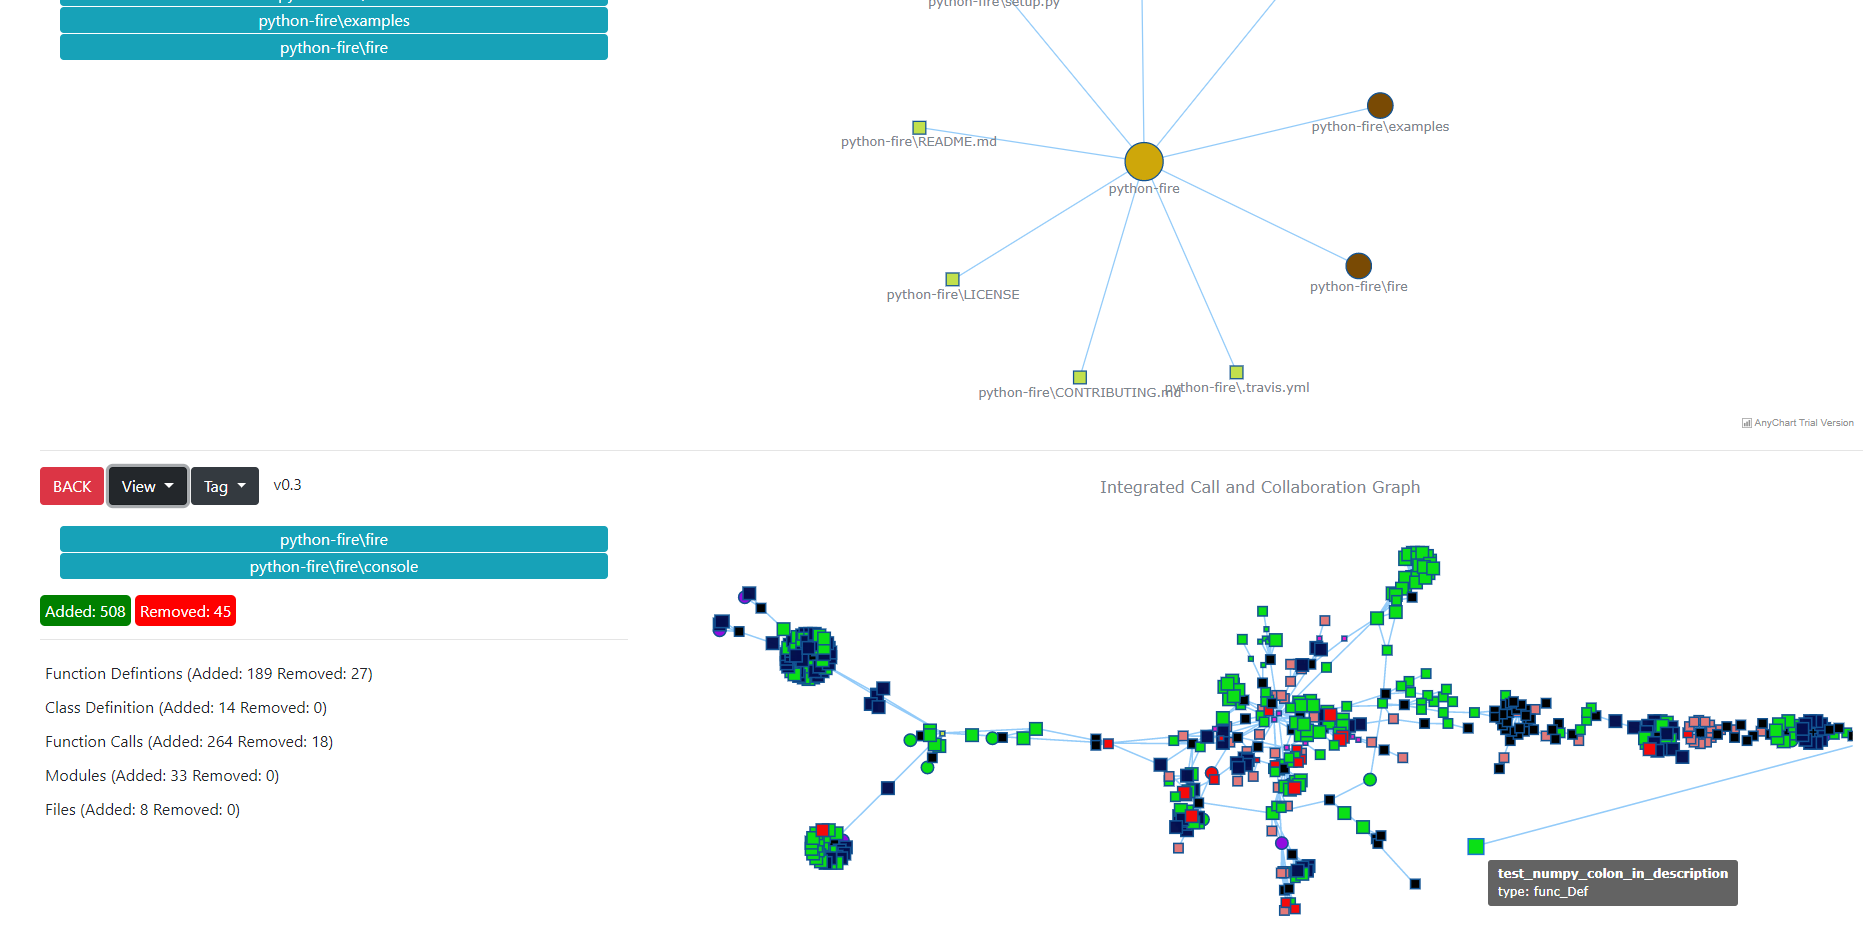 python-fire\examples
python-fire\fire
python-fire\setup.py
python-fire\examples
python-fire\README.md
python-fire
python-fire\fire
python-fire\LICENSE
python-fire\CONTRIBUTING.md
python-fire\.travis.yml
AnyChart Trial Version
BACK
View
Tag
v0.3
Integrated Call and Collaboration Graph
python-fire\fire
python-fire\fire\console
Added: 508
Removed: 45
Function Defintions (Added: 189 Removed: 27)
Class Definition (Added: 14 Removed: 0)
Function Calls (Added: 264 Removed: 18)
Modules (Added: 33 Removed: 0)
Files (Added: 8 Removed: 0)
test_numpy_colon_in_description
type: func_Def